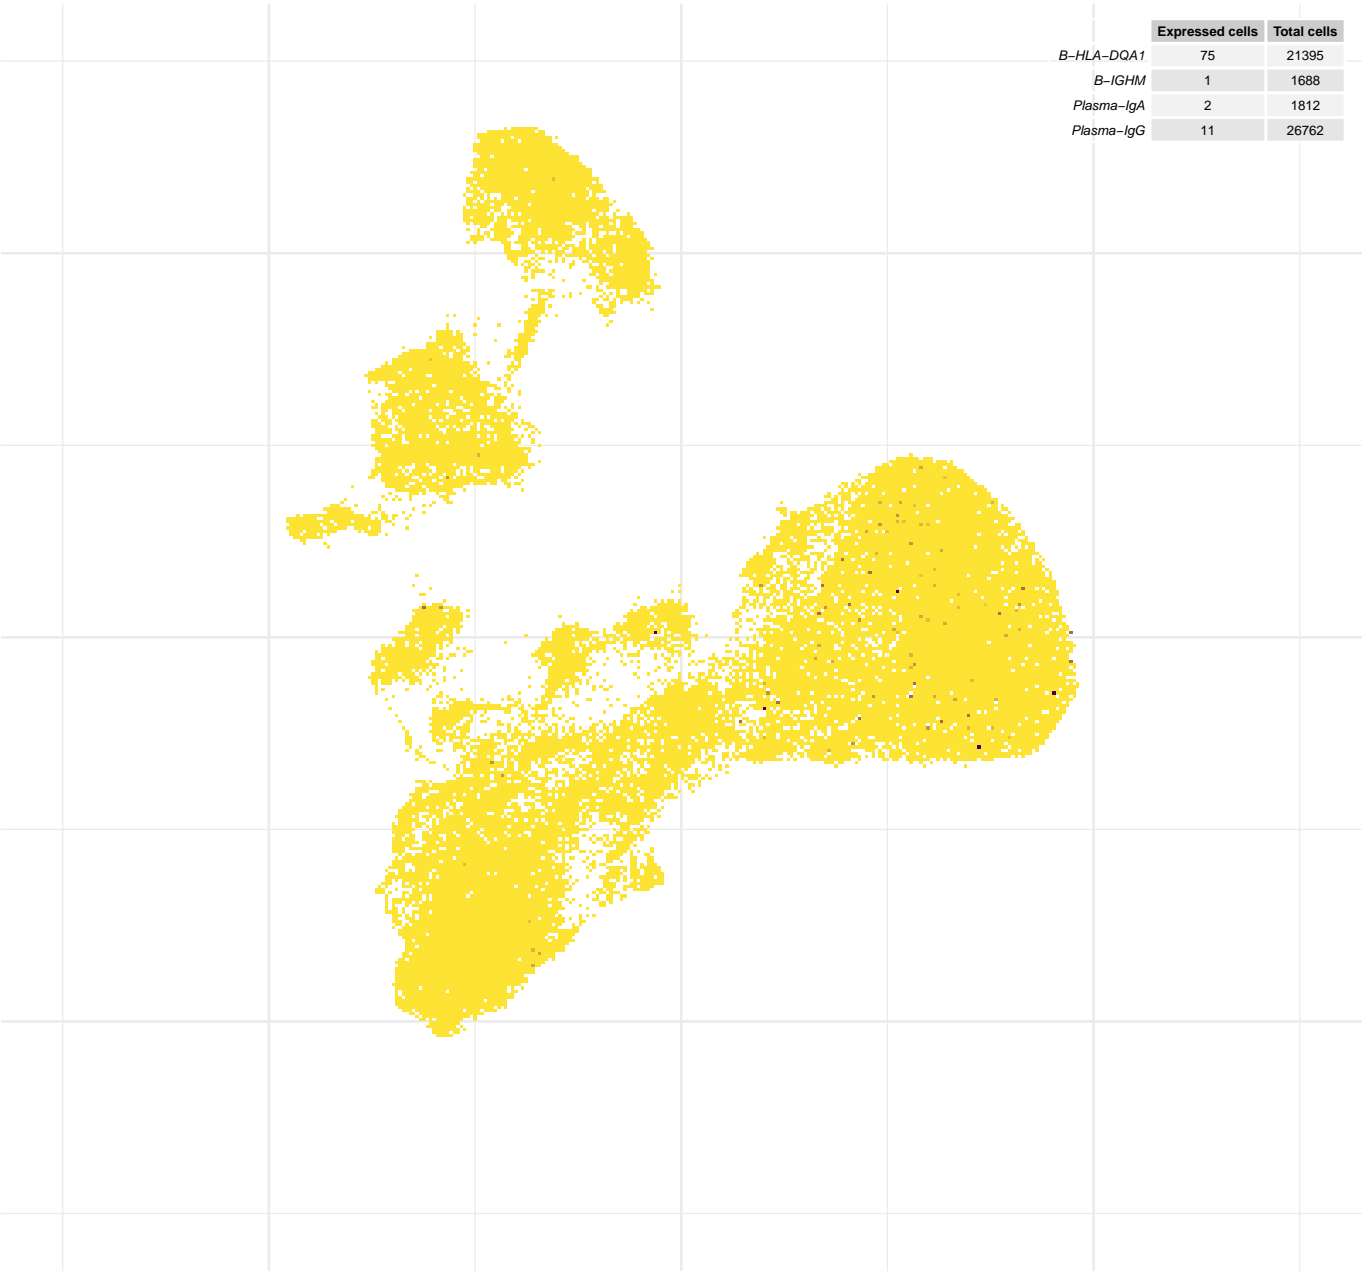 Expressed cells Total cells
B−HLA−DQA1 75 21395
B−IGHM 1 1688
Plasma−IgA 2 1812
Plasma−IgG 11 26762